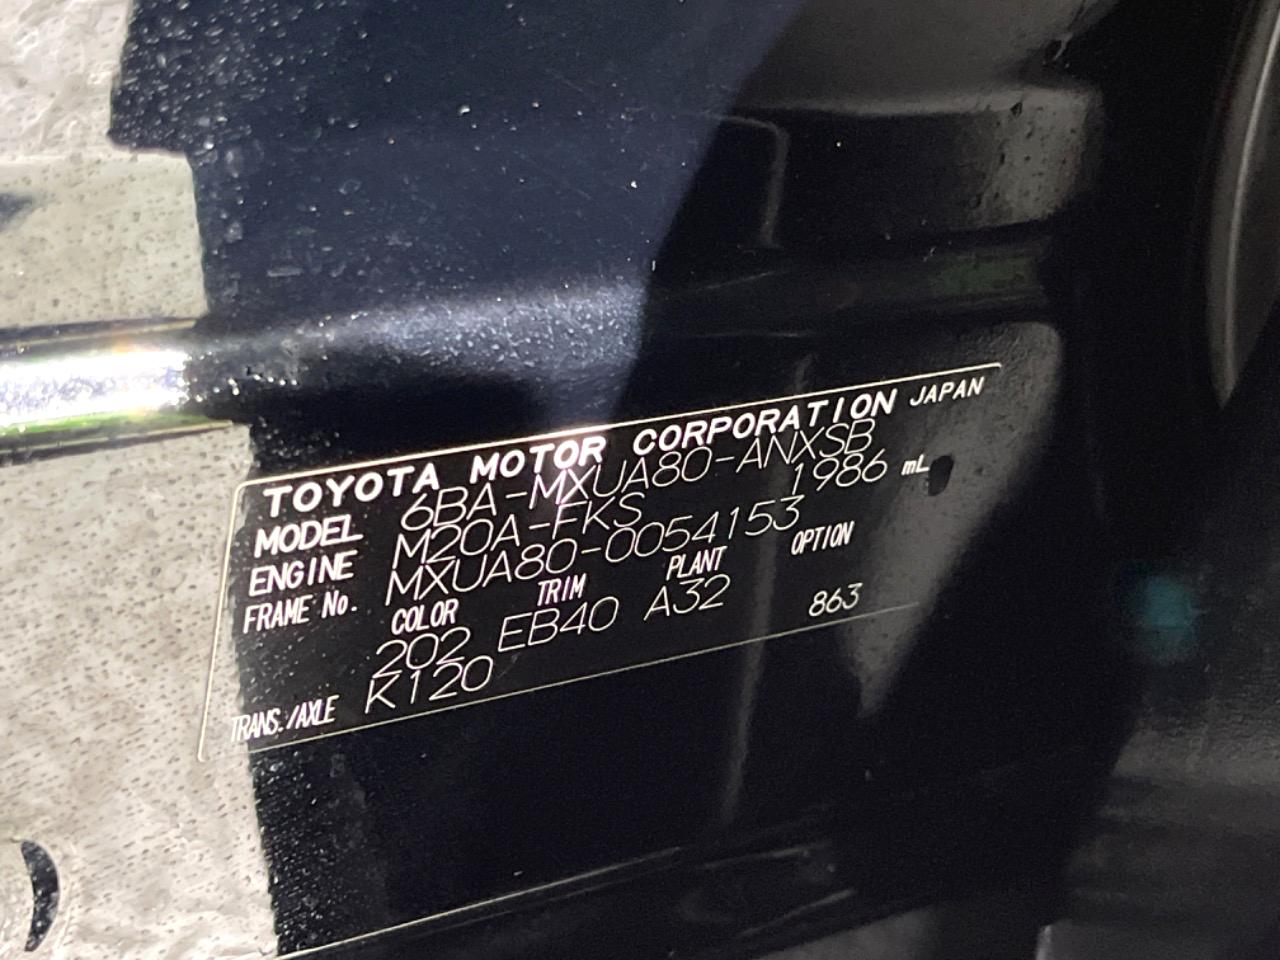 TOYOTA MOTOR CORPORATION JAPAN
MODEL 6BA-MXUA80-ANXSB
ENGINE M20A-FKS 1986 mL
FRAME No. MXUA80-0054153
COLOR TRIM PLANT OPTION
202 EB40 A32 863
TRANS./AXLE K120